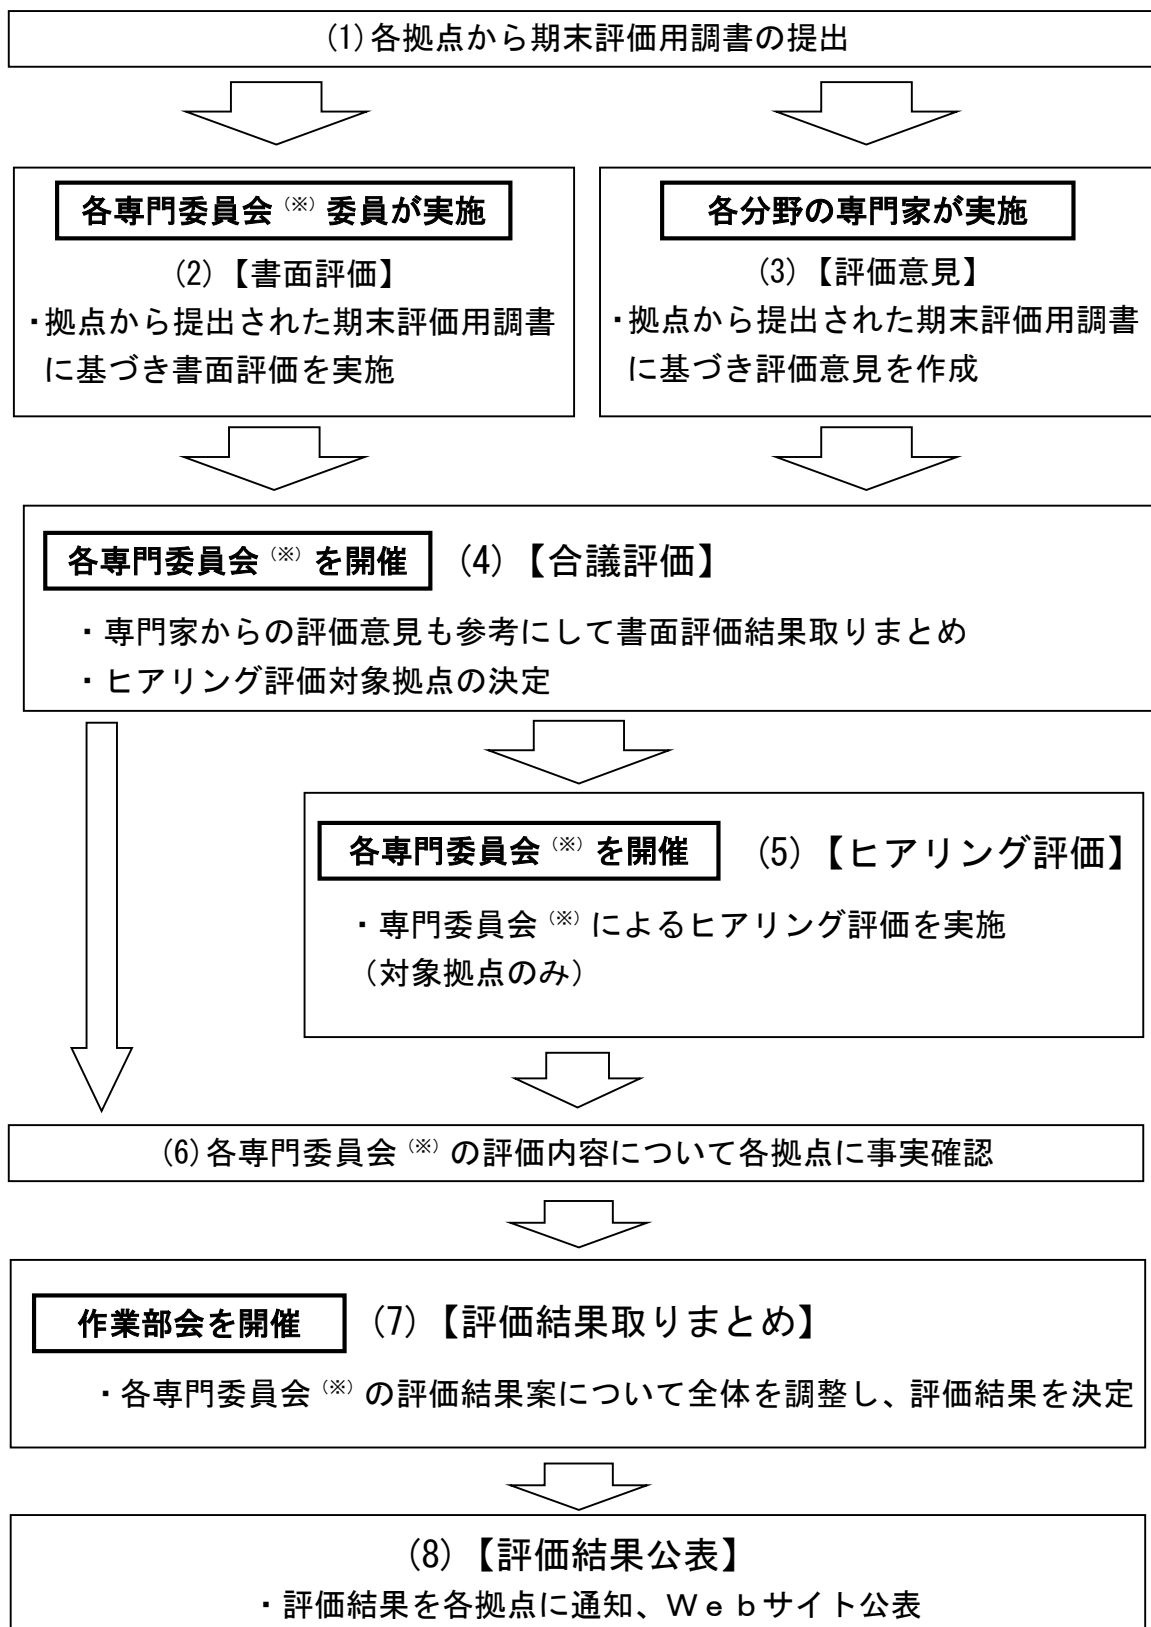 (1)各拠点から期末評価用調書の提出
各専門委員会(※)委員が実施
(2)【書面評価】
・拠点から提出された期末評価用調書
に基づき書面評価を実施
各分野の専門家が実施
(3)【評価意見】
・拠点から提出された期末評価用調書
に基づき評価意見を作成
各専門委員会(※)を開催
(4)【合議評価】
・専門家からの評価意見も参考にして書面評価結果取りまとめ
・ヒアリング評価対象拠点の決定
各専門委員会(※)を開催
(5)【ヒアリング評価】
・専門委員会(※)によるヒアリング評価を実施
（対象拠点のみ）
(6)各専門委員会(※)の評価内容について各拠点に事実確認
作業部会を開催
(7)【評価結果取りまとめ】
・各専門委員会(※)の評価結果案について全体を調整し、評価結果を決定
(8)【評価結果公表】
・評価結果を各拠点に通知、Ｗｅｂサイト公表